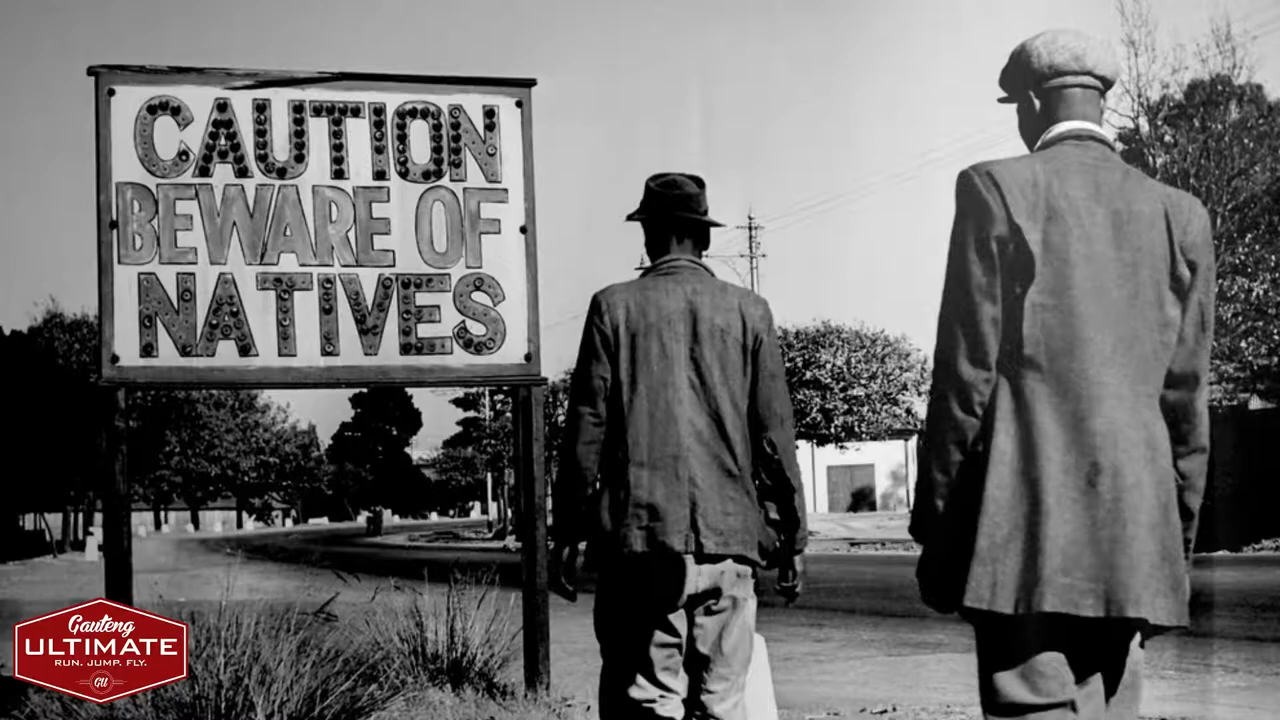 CAUTION
BEWARE OF
NATIVES
Gauteng
ULTIMATE
RUN. JUMP. FLY.
GU